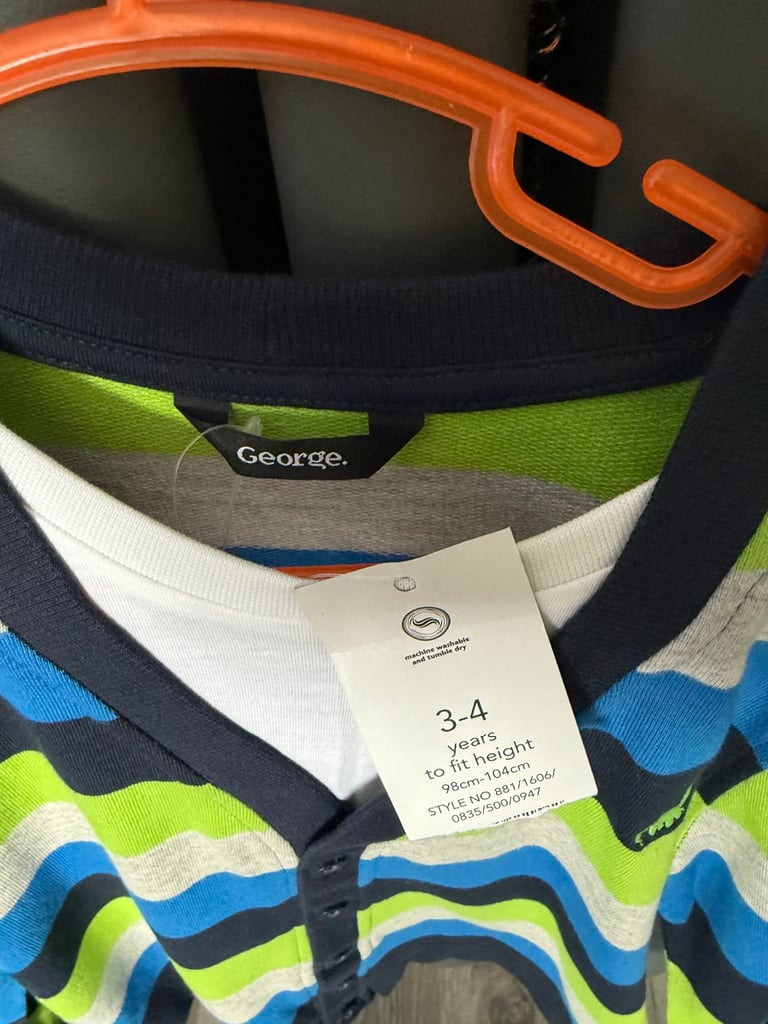 George.
machine washable
and tumble dry
3-4
years
to fit height
98cm-104cm
STYLE NO 881/1606/
0835/500/0947